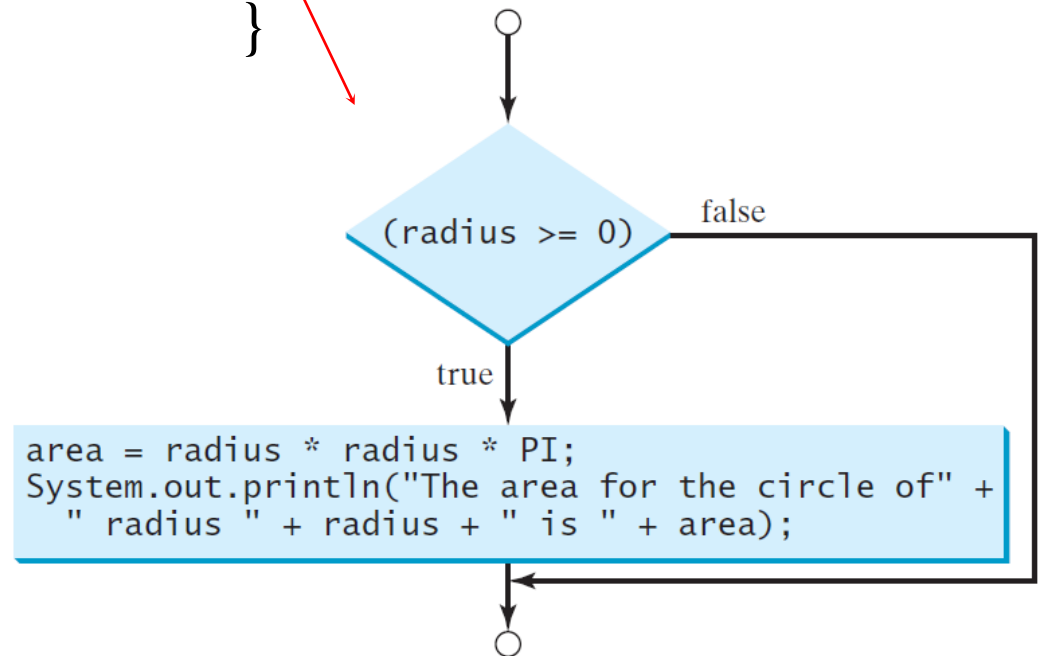 }
(radius >= 0)
false
true
area = radius * radius * PI;
System.out.println("The area for the circle of" +
" radius " + radius + " is " + area);